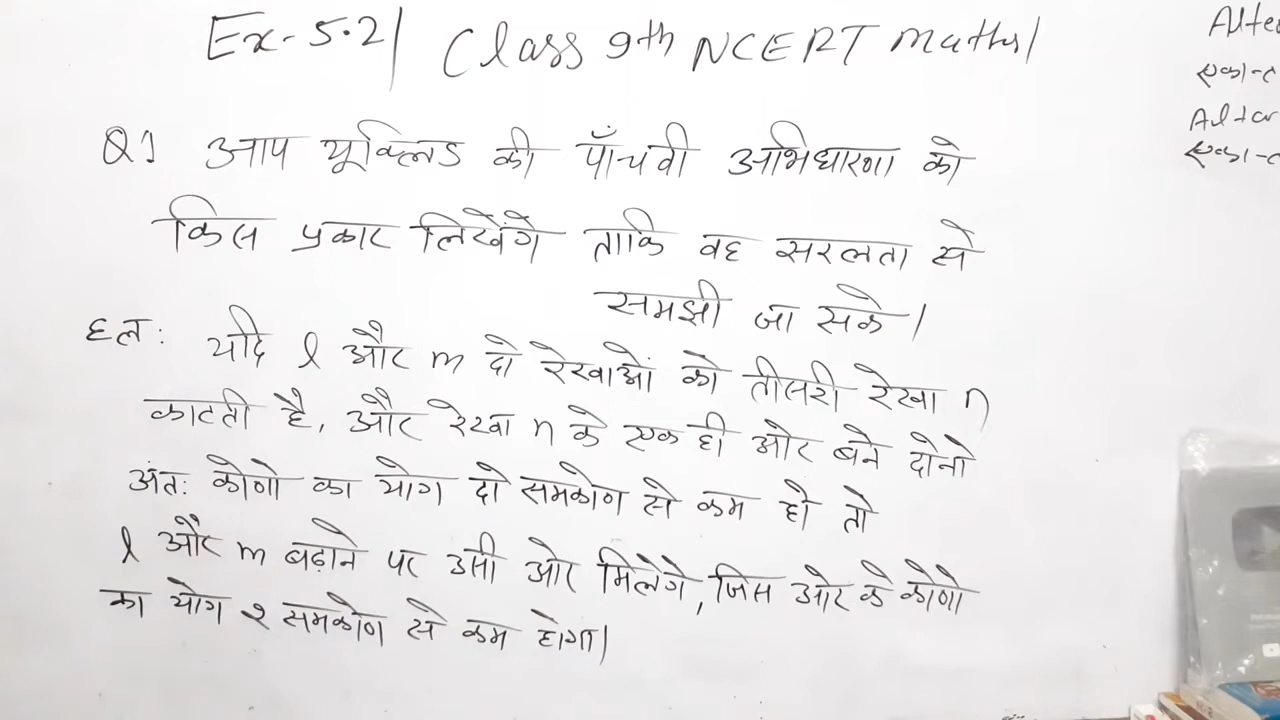 Ex-5.2 | Class 9th NCERT maths |
Q1 आप यूक्लिड की पाँचवी अभिधारणा को
किस प्रकार लिखेंगे ताकि वह सरलता से
समझी जा सके।
हल: यदि l और m दो रेखाओं को तीसरी रेखा n
काटती है, और रेखा n के एक ही ओर बने दोनो
अंतः कोणो का योग दो समकोण से कम हो तो
l और m बढ़ाने पर उसी ओर मिलेगे, जिस ओर के कोणो
का योग २ समकोण से कम होगा।